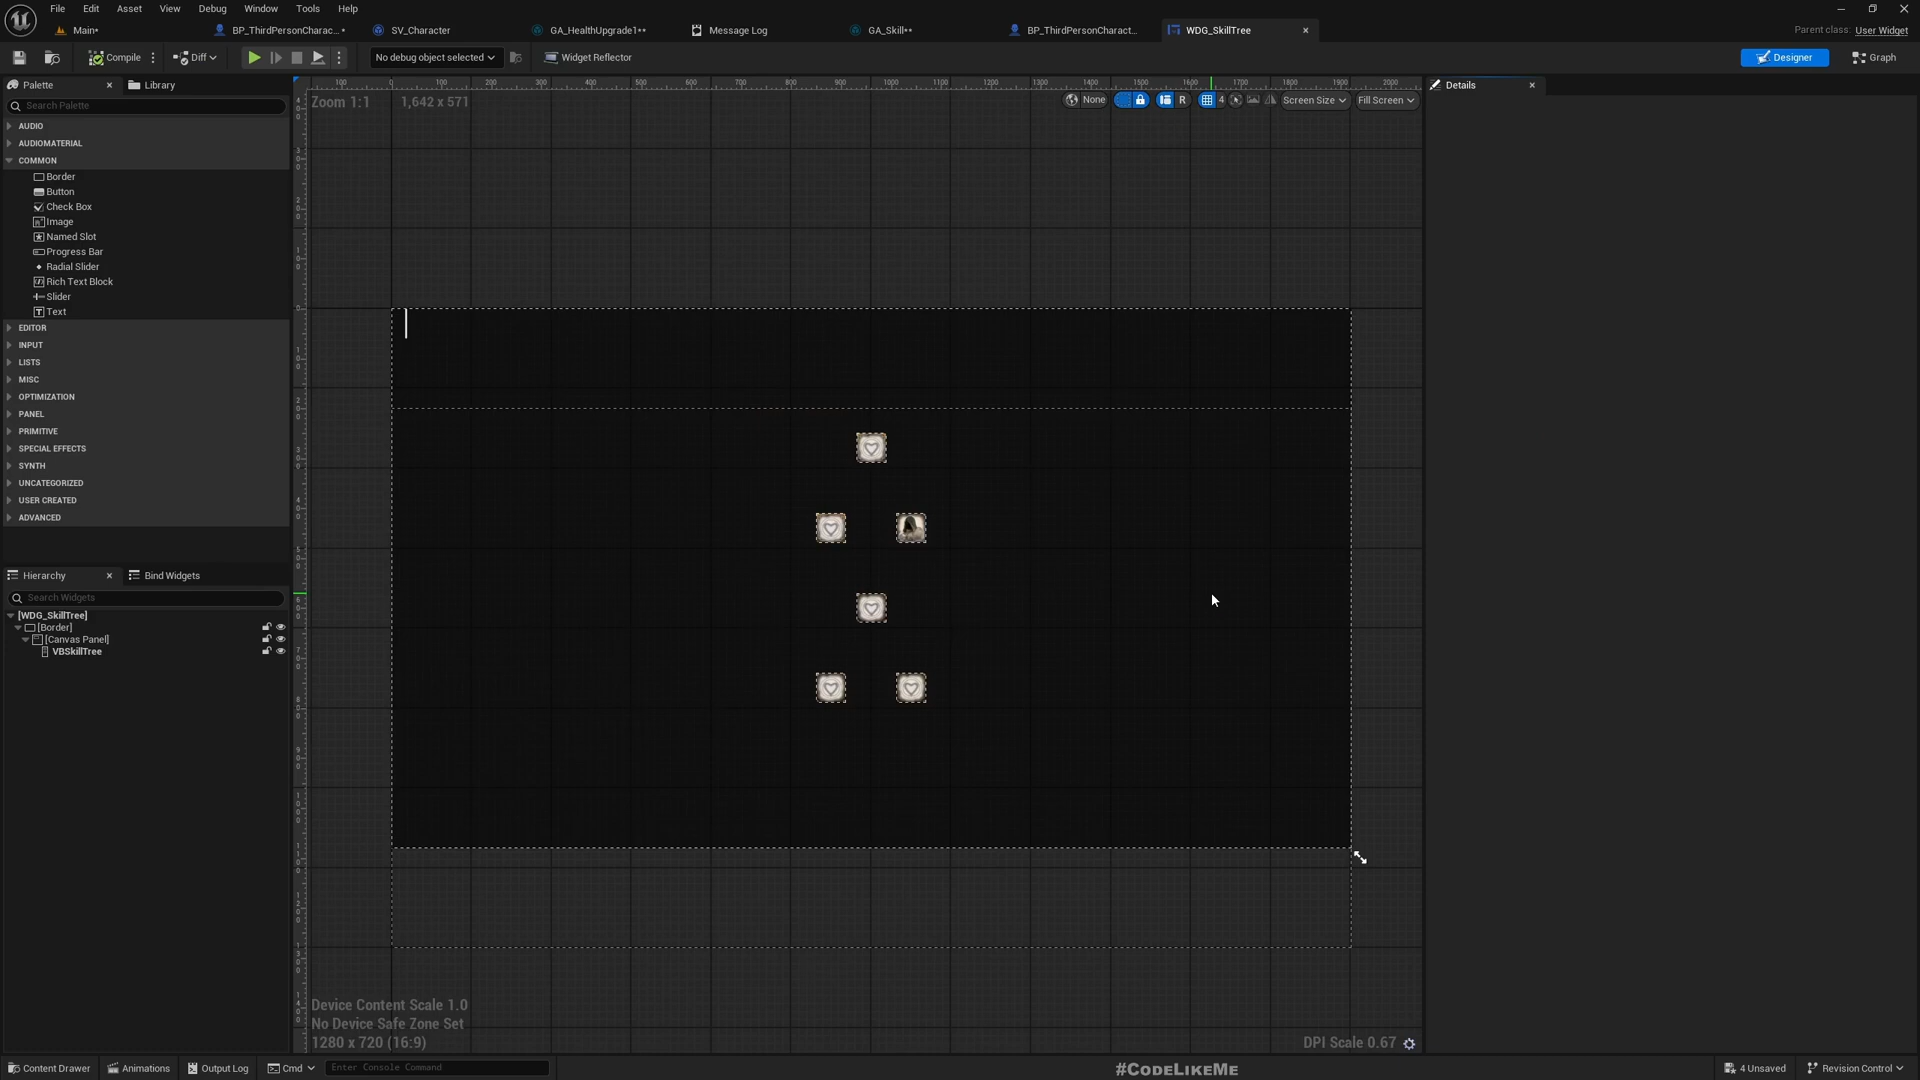 File Edit Asset View Debug Window Tools Help
Main* BP_ThirdPersonCharac... * SV_Character GA_HealthUpgrade1** Message Log GA_Skill** BP_ThirdPersonCharact... WDG_SkillTree Parent class: User Widget
Compile Diff No debug object selected Widget Reflector Designer Graph
Palette Library Details
Search Palette
Zoom 1:1 1,642 x 571 None R 4 Screen Size Fill Screen
AUDIO
AUDIOMATERIAL
COMMON
Border
Button
Check Box
Image
Named Slot
Progress Bar
Radial Slider
Rich Text Block
Slider
Text
EDITOR
INPUT
LISTS
MISC
OPTIMIZATION
PANEL
PRIMITIVE
SPECIAL EFFECTS
SYNTH
UNCATEGORIZED
USER CREATED
ADVANCED
Hierarchy Bind Widgets
Search Widgets
[WDG_SkillTree]
[Border]
[Canvas Panel]
VBSkillTree
Device Content Scale 1.0
No Device Safe Zone Set
1280 x 720 (16:9) DPI Scale 0.67
Content Drawer Animations Output Log Cmd Enter Console Command #CodeLikeMe 4 Unsaved Revision Control